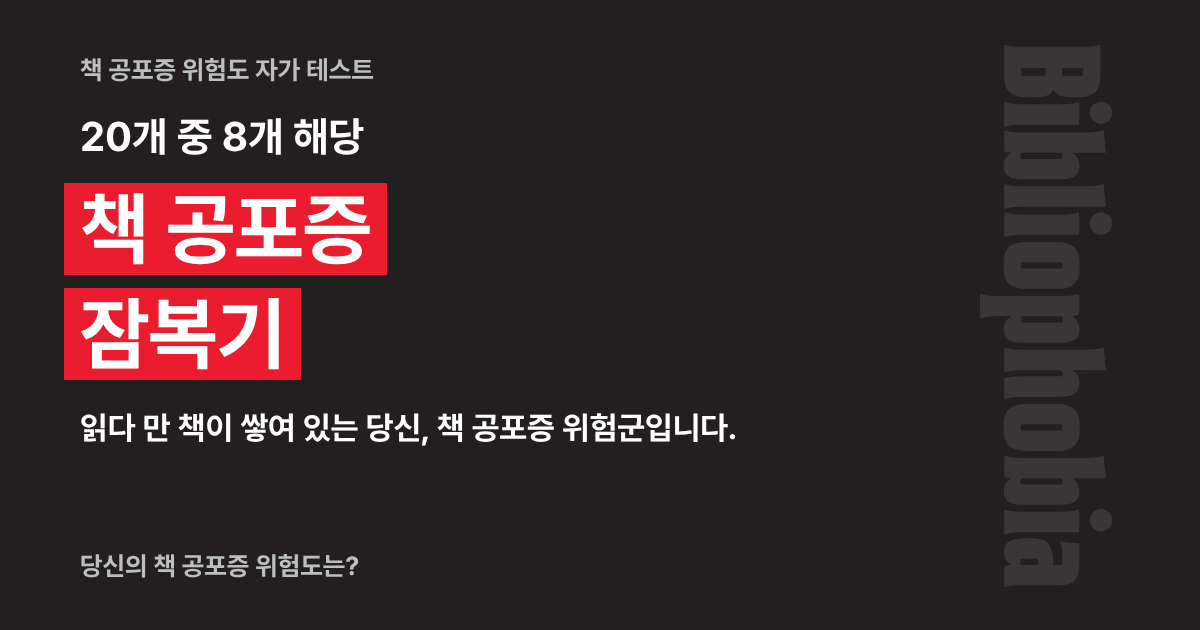 책 공포증 위험도 자가 테스트
20개 중 8개 해당
책 공포증
잠복기
읽다 만 책이 쌓여 있는 당신, 책 공포증 위험군입니다.
당신의 책 공포증 위험도는?
Bibliophobia